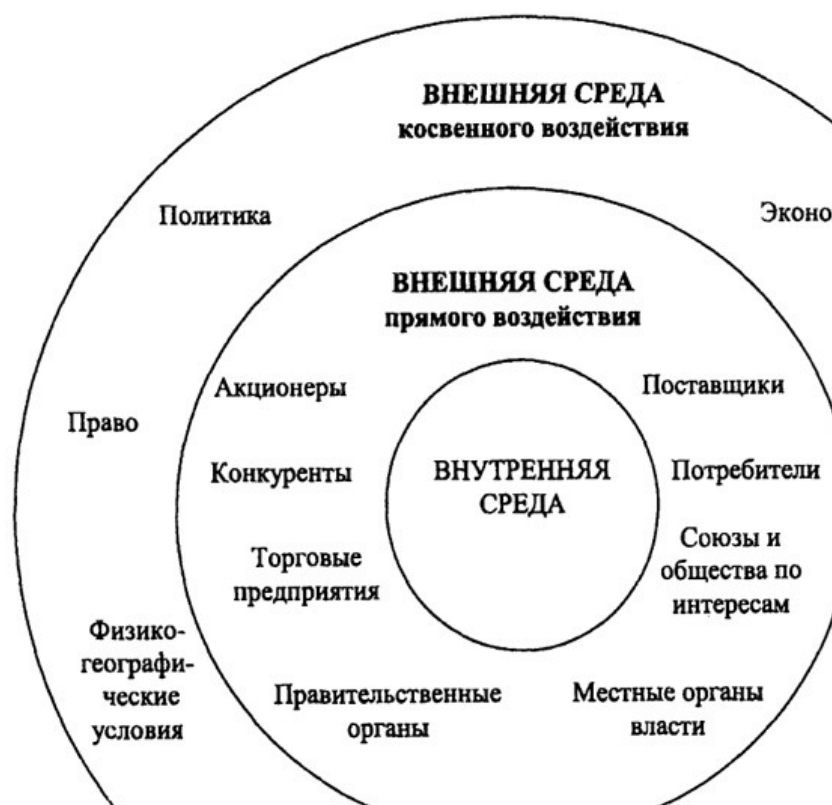 ВНЕШНЯЯ СРЕДА
косвенного воздействия
Политика
Эконо
ВНЕШНЯЯ СРЕДА
прямого воздействия
Акционеры
Поставщики
Право
Конкуренты
ВНУТРЕННЯЯ
СРЕДА
Потребители
Торговые
предприятия
Союзы и
общества по
интересам
Физико-
географи-
ческие
условия
Правительственные
органы
Местные органы
власти